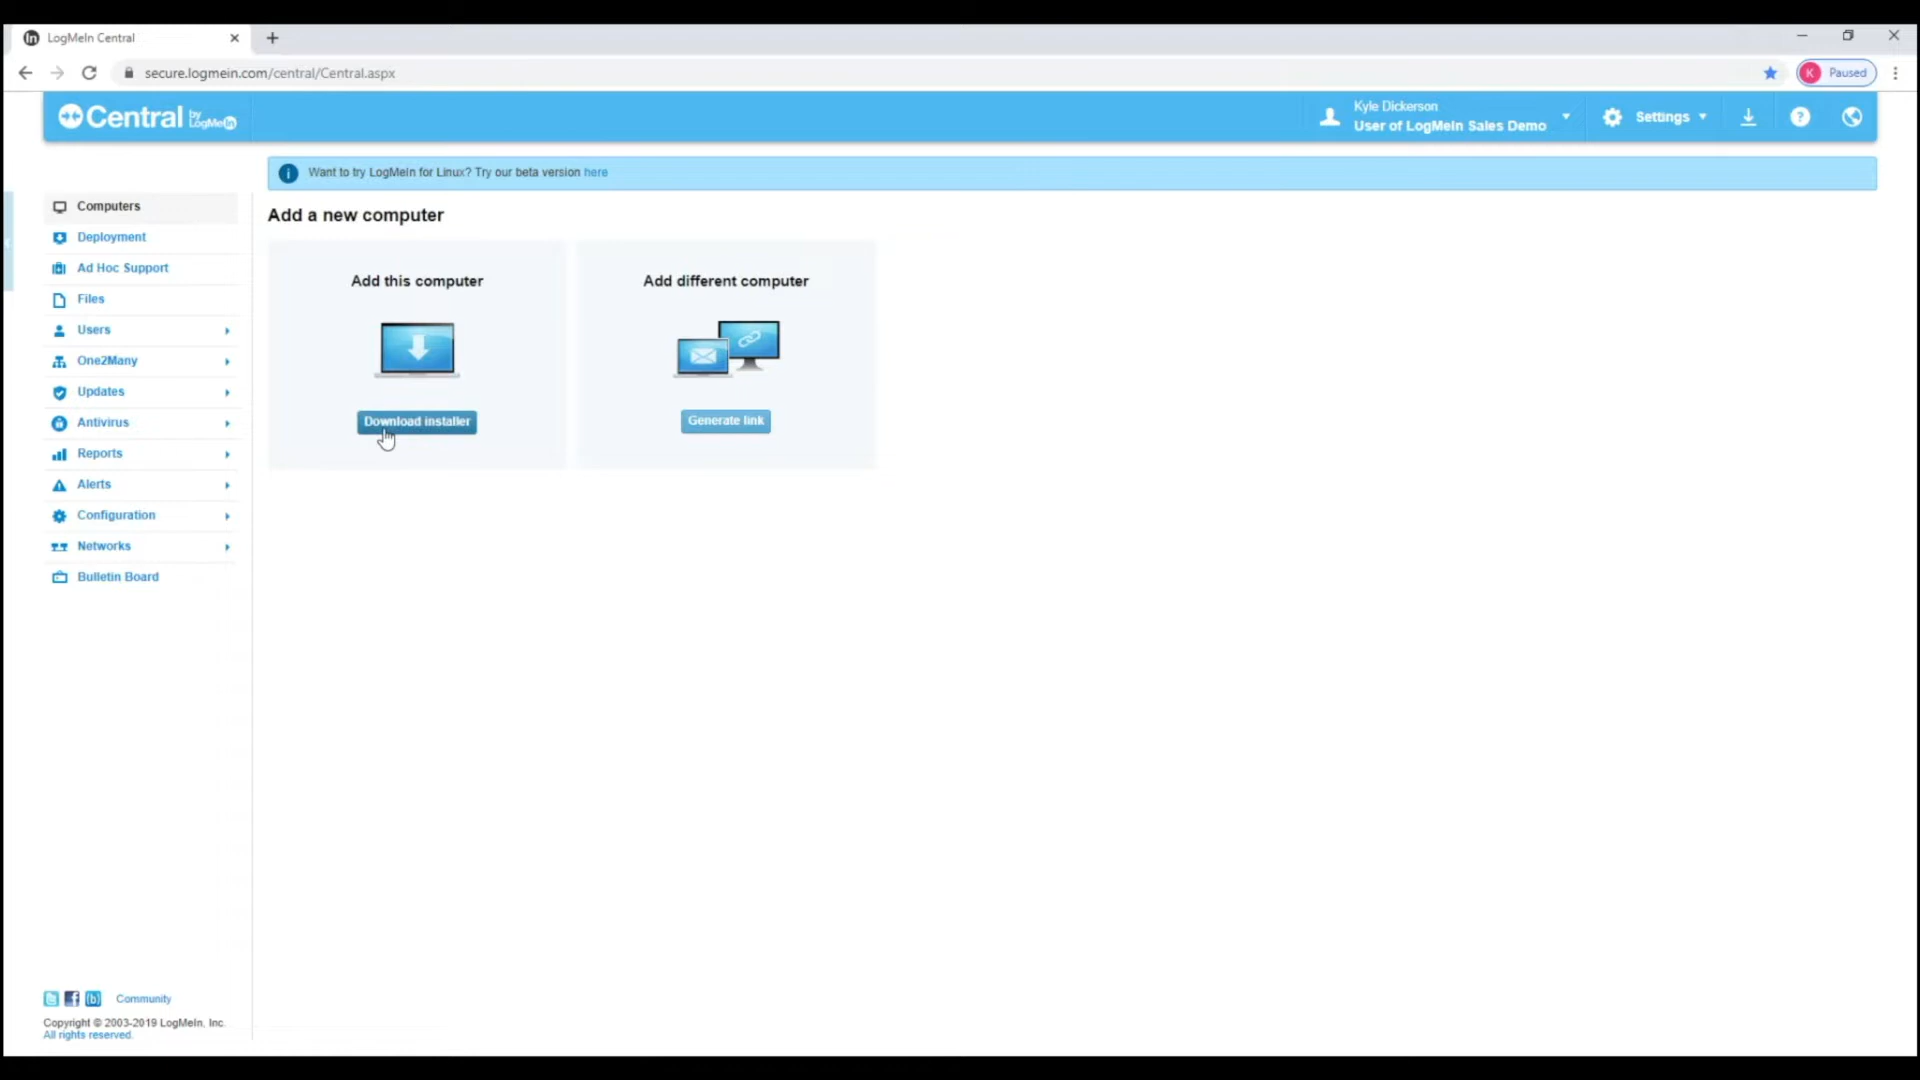 LogMeIn Central
secure.logmein.com/central/Central.aspx
K Paused
Central by LogMeIn
Kyle Dickerson
User of LogMeIn Sales Demo
Settings
Want to try LogMeIn for Linux? Try our beta version here
Computers
Deployment
Ad Hoc Support
Files
Users
One2Many
Updates
Antivirus
Reports
Alerts
Configuration
Networks
Bulletin Board
Add a new computer
Add this computer
Download installer
Add different computer
Generate link
Community
Copyright © 2003-2019 LogMeIn, Inc.
All rights reserved.